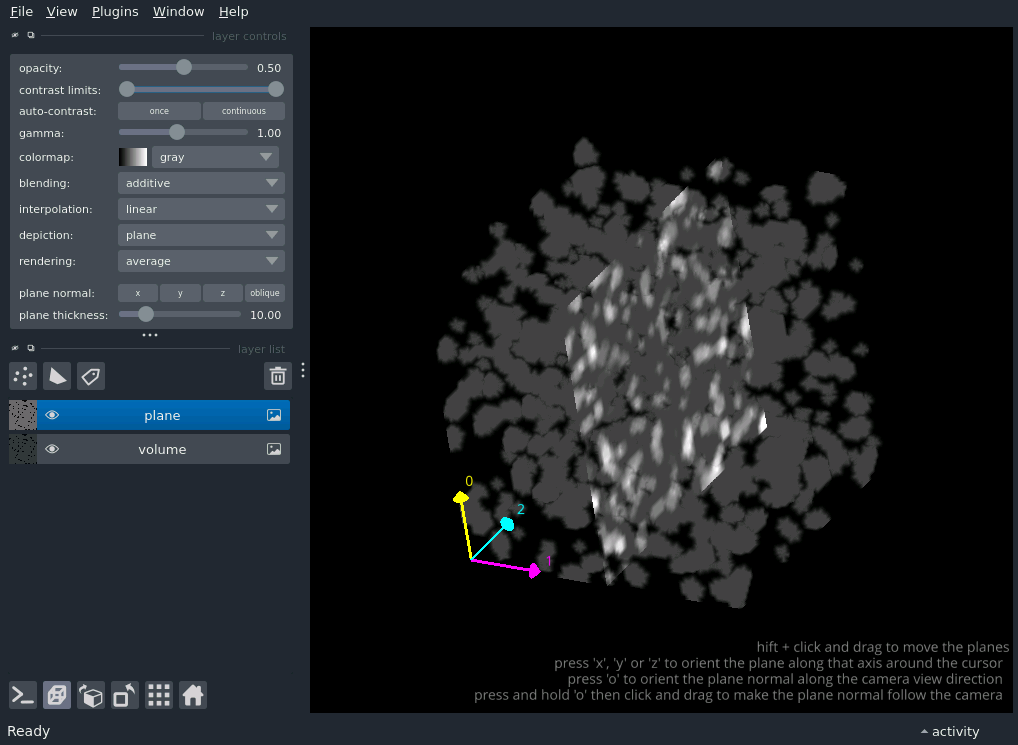 File View Plugins Window Help
layer controls
opacity: 0.50
contrast limits:
auto-contrast: once continuous
gamma: 1.00
colormap: gray
blending: additive
interpolation: linear
depiction: plane
rendering: average
plane normal: x y z oblique
plane thickness: 10.00
layer list
plane
volume
0
2
1
hift + click and drag to move the planes
press 'x', 'y' or 'z' to orient the plane along that axis around the cursor
press 'o' to orient the plane normal along the camera view direction
press and hold 'o' then click and drag to make the plane normal follow the camera
Ready activity